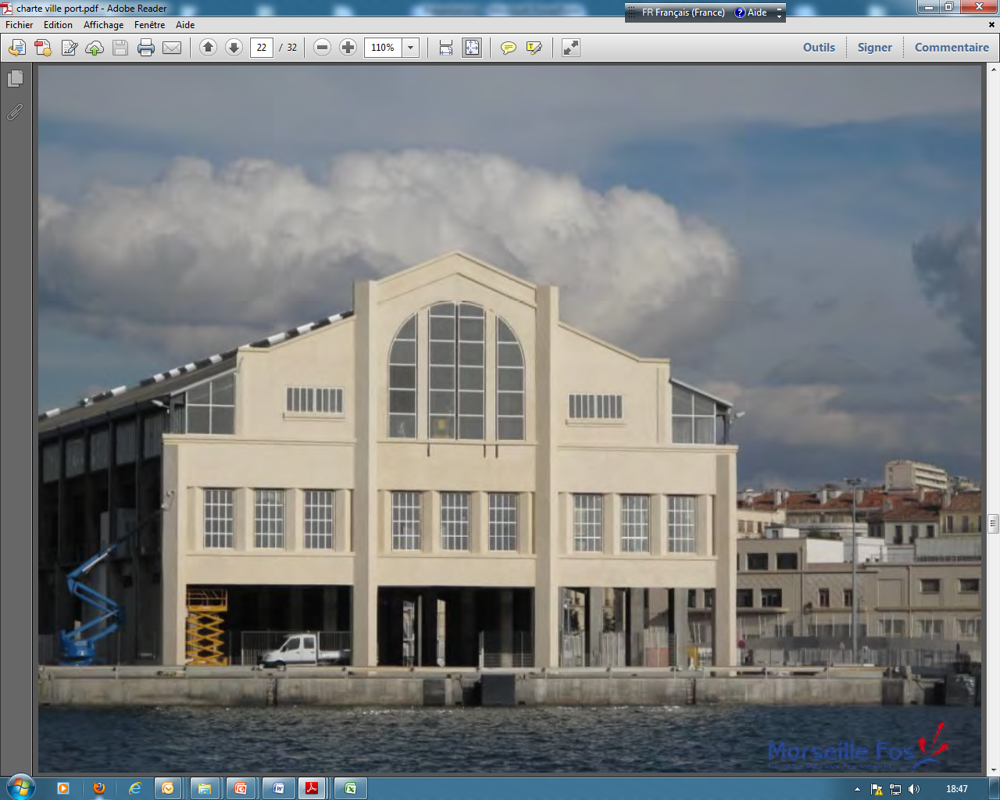 charte ville port.pdf - Adobe Reader
FR Français (France) Aide
Fichier Edition Affichage Fenêtre Aide
22 / 32 110% Outils Signer Commentaire
Marseille Fos
18:47